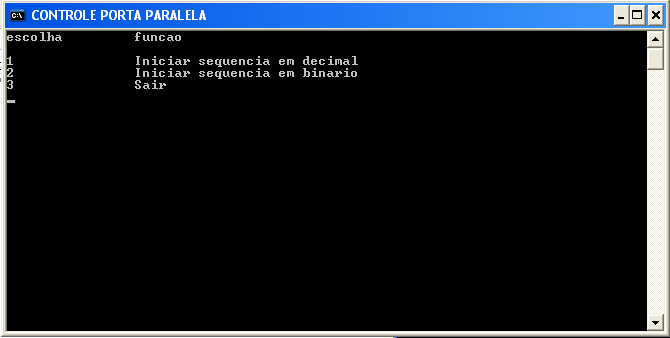 CONTROLE PORTA PARALELA
escolha funcao
1 Iniciar sequencia em decimal
2 Iniciar sequencia em binario
3 Sair